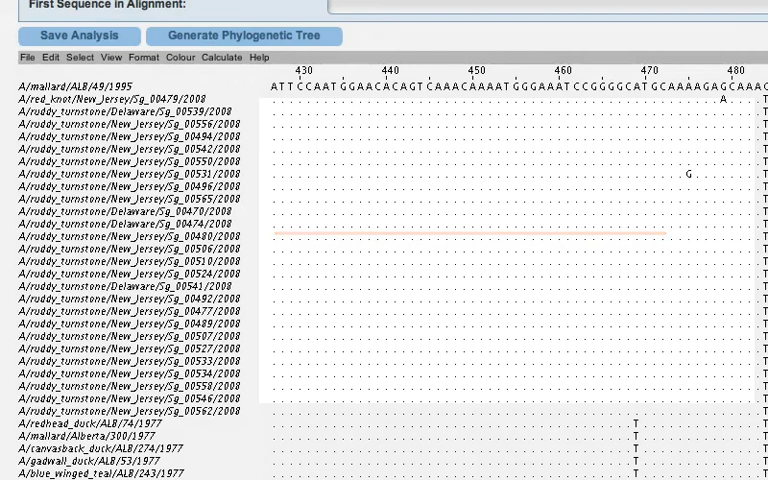 First Sequence in Alignment:
Save Analysis Generate Phylogenetic Tree
File Edit Select View Format Colour Calculate Help
430 440 450 460 470 480
A/mallard/ALB/49/1995 ATTCCAATGGAACACAGTCAAACAAGTAATGGGAATCCGGGGCATGCAAAAGAGCAAAC
A/red_knot/New_Jersey/Sg_00479/2008 A T
A/ruddy_turnstone/Delaware/Sg_00539/2008 T
A/ruddy_turnstone/New_Jersey/Sg_00556/2008 T
A/ruddy_turnstone/New_Jersey/Sg_00494/2008 T
A/ruddy_turnstone/New_Jersey/Sg_00542/2008 T
A/ruddy_turnstone/New_Jersey/Sg_00550/2008 T
A/ruddy_turnstone/New_Jersey/Sg_00531/2008 G T
A/ruddy_turnstone/New_Jersey/Sg_00496/2008 T
A/ruddy_turnstone/New_Jersey/Sg_00565/2008 T
A/ruddy_turnstone/Delaware/Sg_00470/2008 T
A/ruddy_turnstone/Delaware/Sg_00474/2008 T
A/ruddy_turnstone/New_Jersey/Sg_00480/2008 T
A/ruddy_turnstone/New_Jersey/Sg_00506/2008 T
A/ruddy_turnstone/New_Jersey/Sg_00510/2008 T
A/ruddy_turnstone/New_Jersey/Sg_00524/2008 T
A/ruddy_turnstone/Delaware/Sg_00541/2008 T
A/ruddy_turnstone/New_Jersey/Sg_00492/2008 T
A/ruddy_turnstone/New_Jersey/Sg_00477/2008 T
A/ruddy_turnstone/New_Jersey/Sg_00489/2008 T
A/ruddy_turnstone/New_Jersey/Sg_00507/2008 T
A/ruddy_turnstone/New_Jersey/Sg_00527/2008 T
A/ruddy_turnstone/New_Jersey/Sg_00533/2008 T
A/ruddy_turnstone/New_Jersey/Sg_00534/2008 T
A/ruddy_turnstone/New_Jersey/Sg_00558/2008 T
A/ruddy_turnstone/New_Jersey/Sg_00546/2008 T
A/ruddy_turnstone/New_Jersey/Sg_00562/2008 T
A/redhead_duck/ALB/74/1977 T T
A/mallard/Alberta/300/1977 T T
A/canvasback_duck/ALB/274/1977 T T
A/gadwall_duck/ALB/53/1977 T T
A/blue_winged_teal/ALB/243/1977 T T